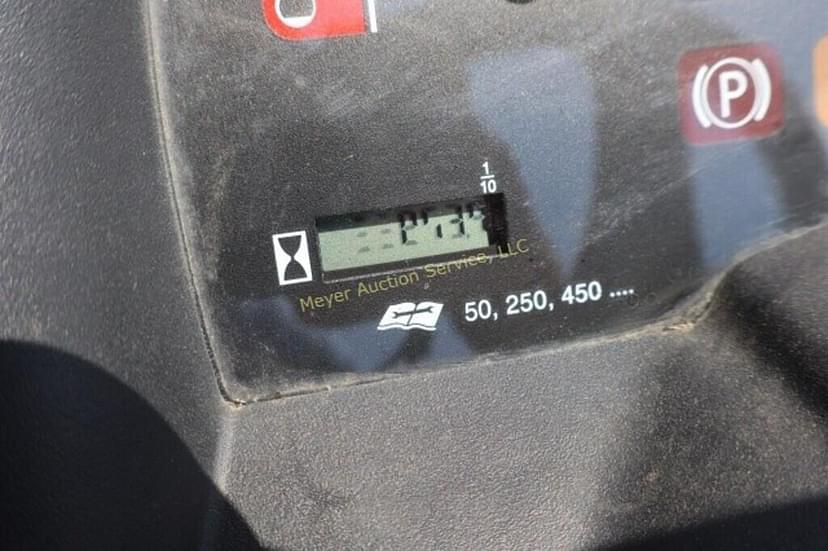 P
1
10
Meyer Auction Service, LLC
50, 250, 450 ....